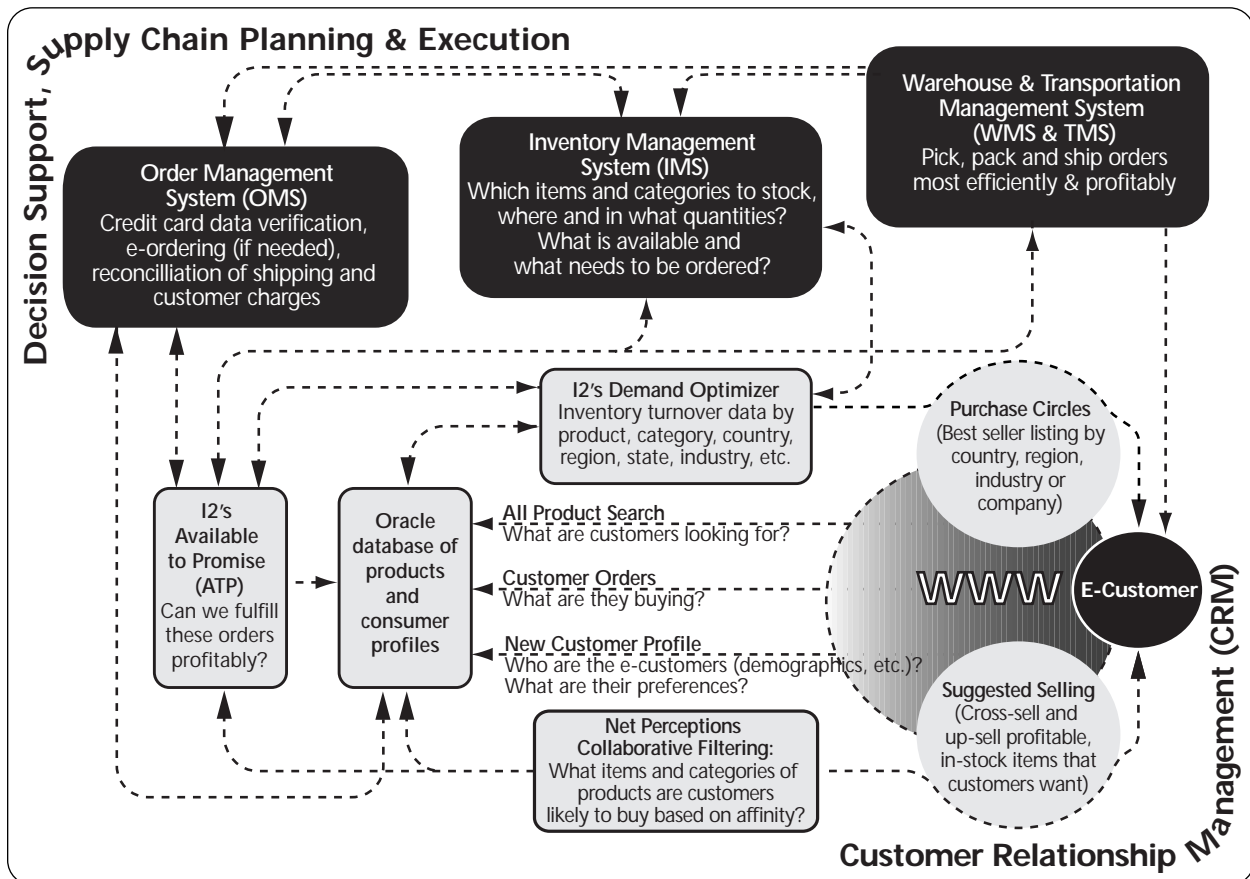 Decision Support, Supply Chain Planning & Execution
Warehouse & Transportation
Management System
(WMS & TMS)
Pick, pack and ship orders
most efficiently & profitably
Inventory Management
System (IMS)
Which items and categories to stock,
where and in what quantities?
What is available and
what needs to be ordered?
Order Management
System (OMS)
Credit card data verification,
e-ordering (if needed),
reconcilliation of shipping and
customer charges
I2's Demand Optimizer
Inventory turnover data by
product, category, country,
region, state, industry, etc.
Purchase Circles
(Best seller listing by
country, region,
industry or
company)
I2's
Available
to Promise
(ATP)
Can we fulfill
these orders
profitably?
Oracle
database of
products
and
consumer
profiles
All Product Search
What are customers looking for?
Customer Orders
What are they buying?
New Customer Profile
Who are the e-customers (demographics, etc.)?
What are their preferences?
WWW
E-Customer
Suggested Selling
(Cross-sell and
up-sell profitable,
in-stock items that
customers want)
Net Perceptions
Collaborative Filtering:
What items and categories of
products are customers
likely to buy based on affinity?
Customer Relationship Management (CRM)